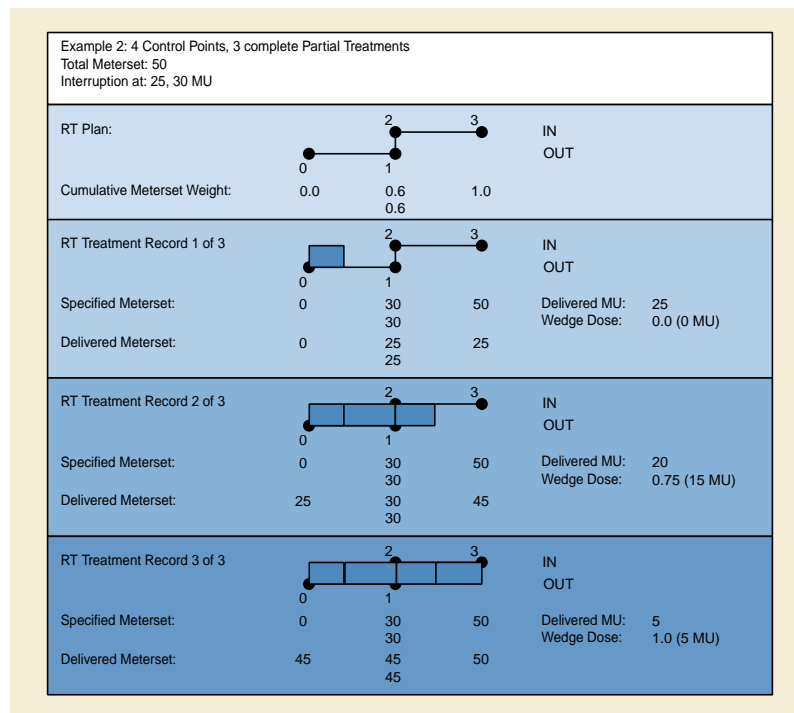 Example 2: 4 Control Points, 3 complete Partial Treatments
Total Meterset: 50
Interruption at: 25, 30 MU
RT Plan:
2 3 IN
OUT
0 1
Cumulative Meterset Weight: 0.0 0.6 1.0
0.6
RT Treatment Record 1 of 3
2 3 IN
OUT
0 1
Specified Meterset: 0 30 50 Delivered MU: 25
30 Wedge Dose: 0.0 (0 MU)
Delivered Meterset: 0 25 25
25
RT Treatment Record 2 of 3
2 3 IN
OUT
0 1
Specified Meterset: 0 30 50 Delivered MU: 20
30 Wedge Dose: 0.75 (15 MU)
Delivered Meterset: 25 30 45
30
RT Treatment Record 3 of 3
2 3 IN
OUT
0 1
Specified Meterset: 0 30 50 Delivered MU: 5
30 Wedge Dose: 1.0 (5 MU)
Delivered Meterset: 45 45 50
45